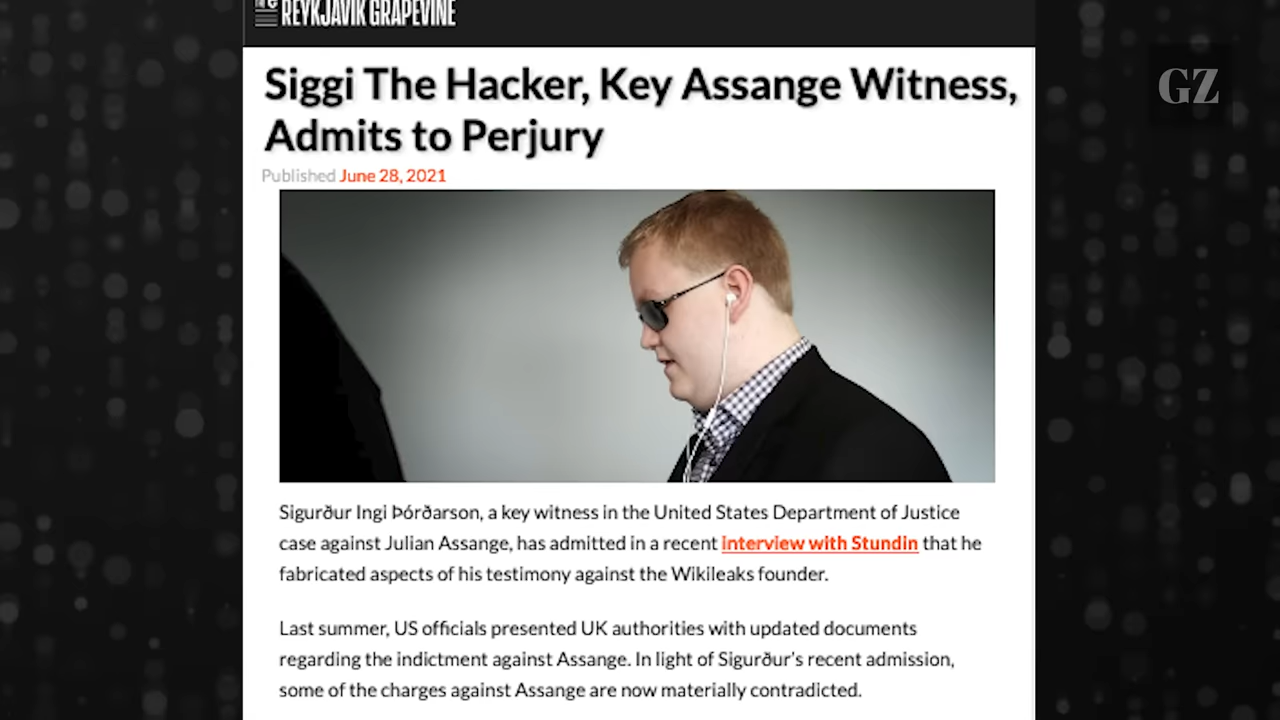 REYKJAVIK GRAPEVINE
GZ
Siggi The Hacker, Key Assange Witness,
Admits to Perjury
Published June 28, 2021
Sigurður Ingi Þórðarson, a key witness in the United States Department of Justice
case against Julian Assange, has admitted in a recent interview with Stundin that he
fabricated aspects of his testimony against the Wikileaks founder.
Last summer, US officials presented UK authorities with updated documents
regarding the indictment against Assange. In light of Sigurður's recent admission,
some of the charges against Assange are now materially contradicted.